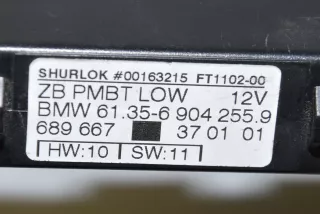 SHURLOK #00163215 FT1102-00
ZB PMBT LOW 12V
BMW 61.35-6 904 255.9
689 667 37 01 01
HW:10 SW:11